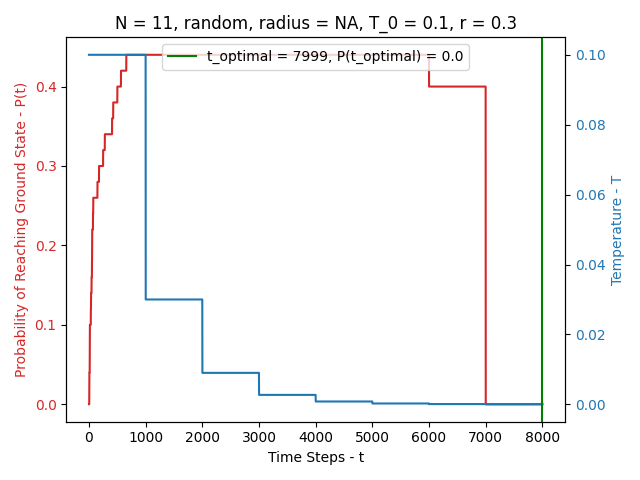 N = 11, random, radius = NA, T_0 = 0.1, r = 0.3
t_optimal = 7999, P(t_optimal) = 0.0
Probability of Reaching Ground State - P(t)
0.4
0.3
0.2
0.1
0.0
0.10
0.08
0.06
0.04
0.02
0.00
Temperature - T
0 1000 2000 3000 4000 5000 6000 7000 8000
Time Steps - t